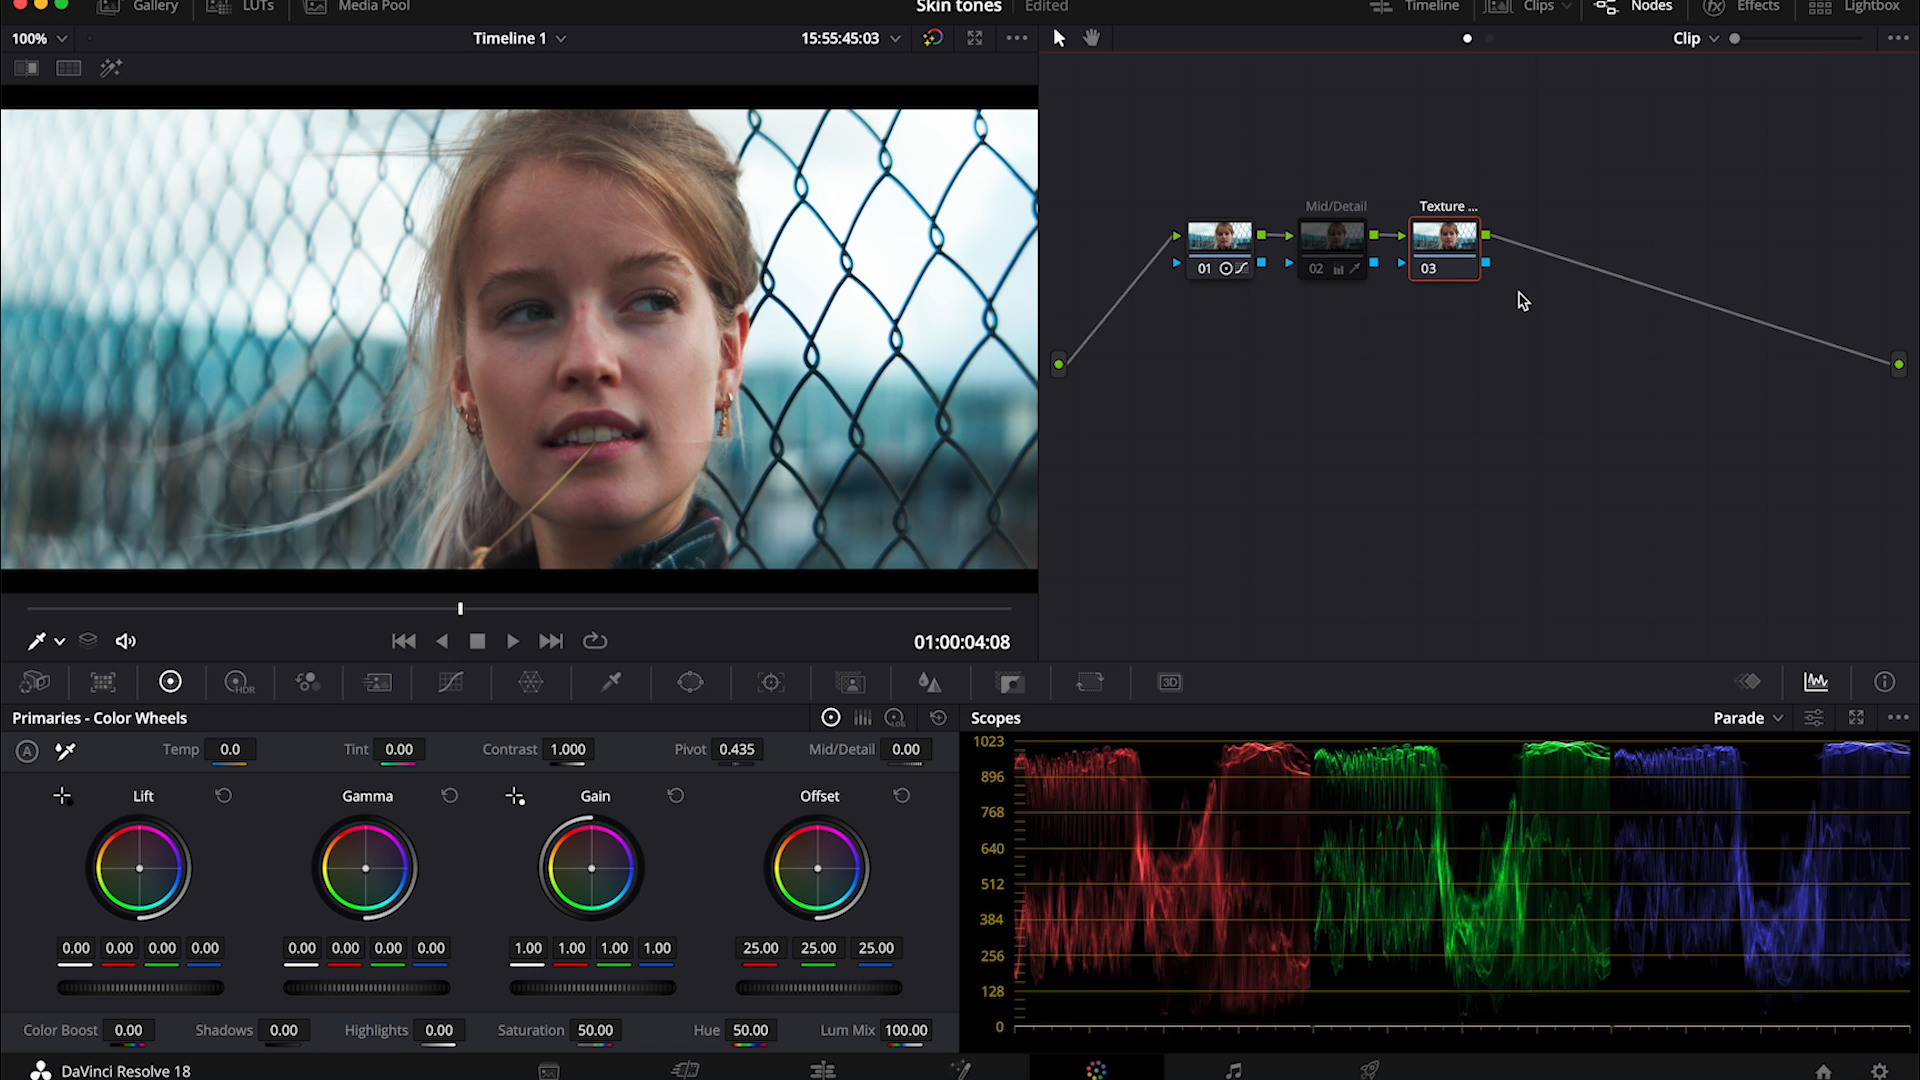 Gallery LUTs Media Pool Skin tones Edited Timeline Clips Nodes Effects Lightbox
100% Timeline 1 15:55:45:03 Clip
Mid/Detail Texture ...
01 02 03
01:00:04:08
HDR 3D
Primaries - Color Wheels LOG Scopes Parade
A Temp 0.0 Tint 0.00 Contrast 1.000 Pivot 0.435 Mid/Detail 0.00
Lift Gamma Gain Offset
0.00 0.00 0.00 0.00 0.00 0.00 0.00 0.00 1.00 1.00 1.00 1.00 25.00 25.00 25.00
Color Boost 0.00 Shadows 0.00 Highlights 0.00 Saturation 50.00 Hue 50.00 Lum Mix 100.00
1023
896
768
640
512
384
256
128
0
DaVinci Resolve 18